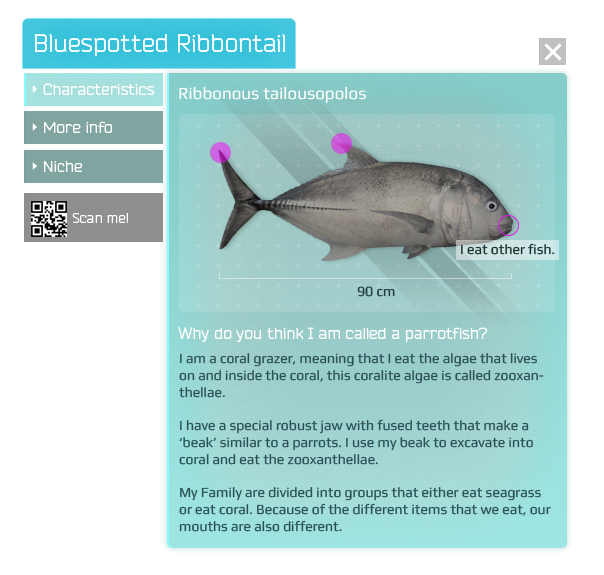 Bluespotted Ribbontail
Characteristics
More info
Niche
Scan me!
Ribbonous tailousopolos
I eat other fish.
90 cm
Why do you think I am called a parrotfish?
I am a coral grazer, meaning that I eat the algae that lives
on and inside the coral, this coralite algae is called zooxan-
thellae.
I have a special robust jaw with fused teeth that make a
‘beak’ similar to a parrots. I use my beak to excavate into
coral and eat the zooxanthellae.
My Family are divided into groups that either eat seagrass
or eat coral. Because of the different items that we eat, our
mouths are also different.